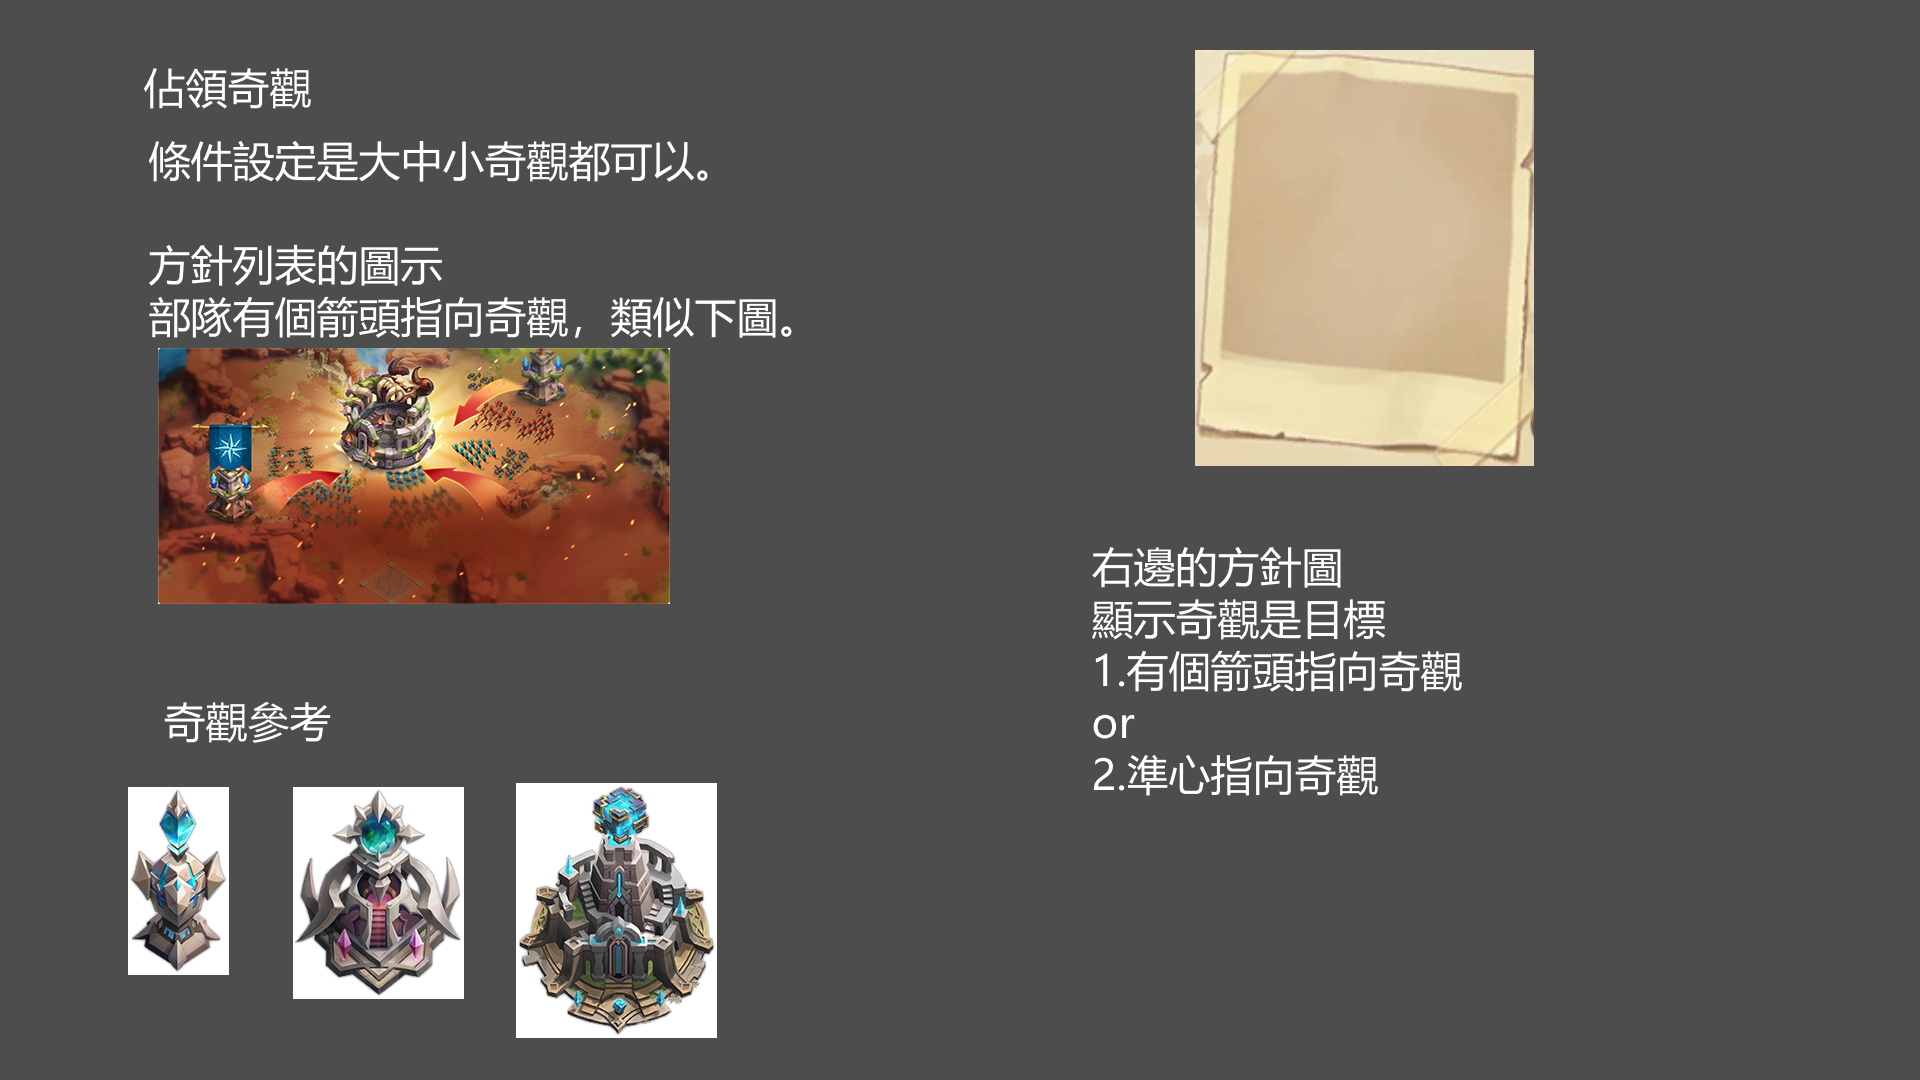 佔領奇觀
條件設定是大中小奇觀都可以。
方針列表的圖示
部隊有個箭頭指向奇觀，類似下圖。
奇觀參考
右邊的方針圖
顯示奇觀是目標
1.有個箭頭指向奇觀
or
2.準心指向奇觀